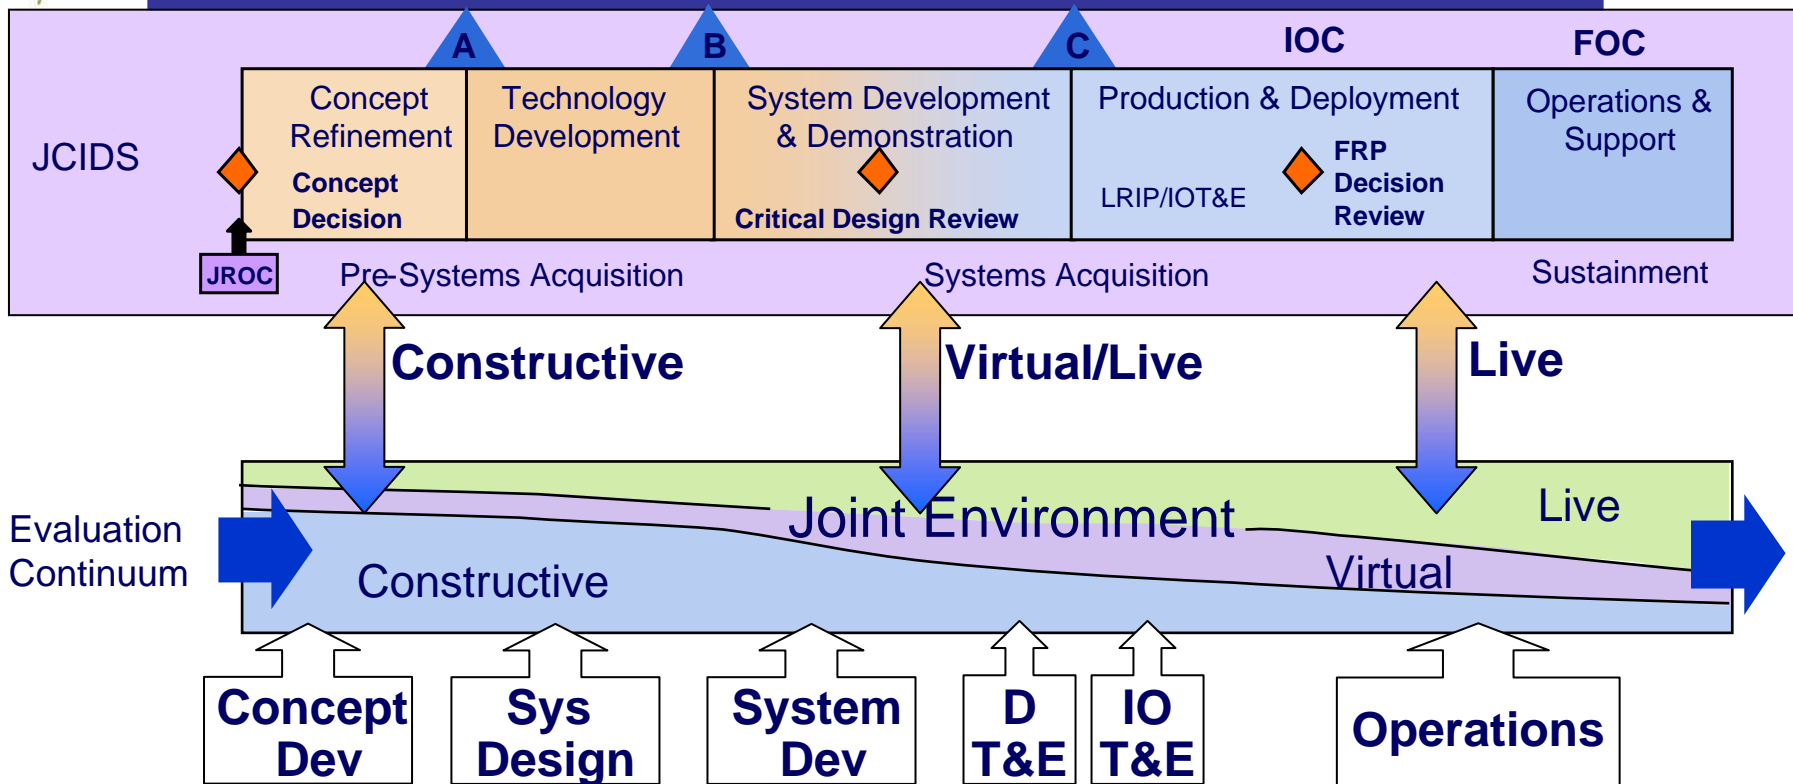 A
B
C
IOC
FOC
Concept
Refinement
Technology
Development
System Development
& Demonstration
Production & Deployment
Operations &
Support
JCIDS
Concept
Decision
Critical Design Review
LRIP/IOT&E
FRP
Decision
Review
JROC
Pre-Systems Acquisition
Systems Acquisition
Sustainment
Constructive
Virtual/Live
Live
Evaluation
Continuum
Joint Environment
Live
Constructive
Virtual
Concept
Dev
Sys
Design
System
Dev
D
T&E
IO
T&E
Operations